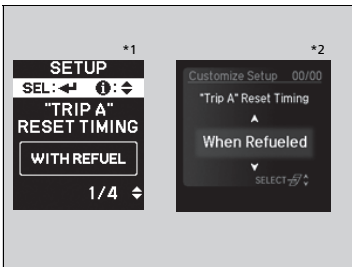 *1
SETUP
SEL:↵ ⓘ:⬍
"TRIP A"
RESET TIMING
WITH REFUEL
1/4 ⬍
*2
Customize Setup 00/00
"Trip A" Reset Timing
When Refueled
SELECT